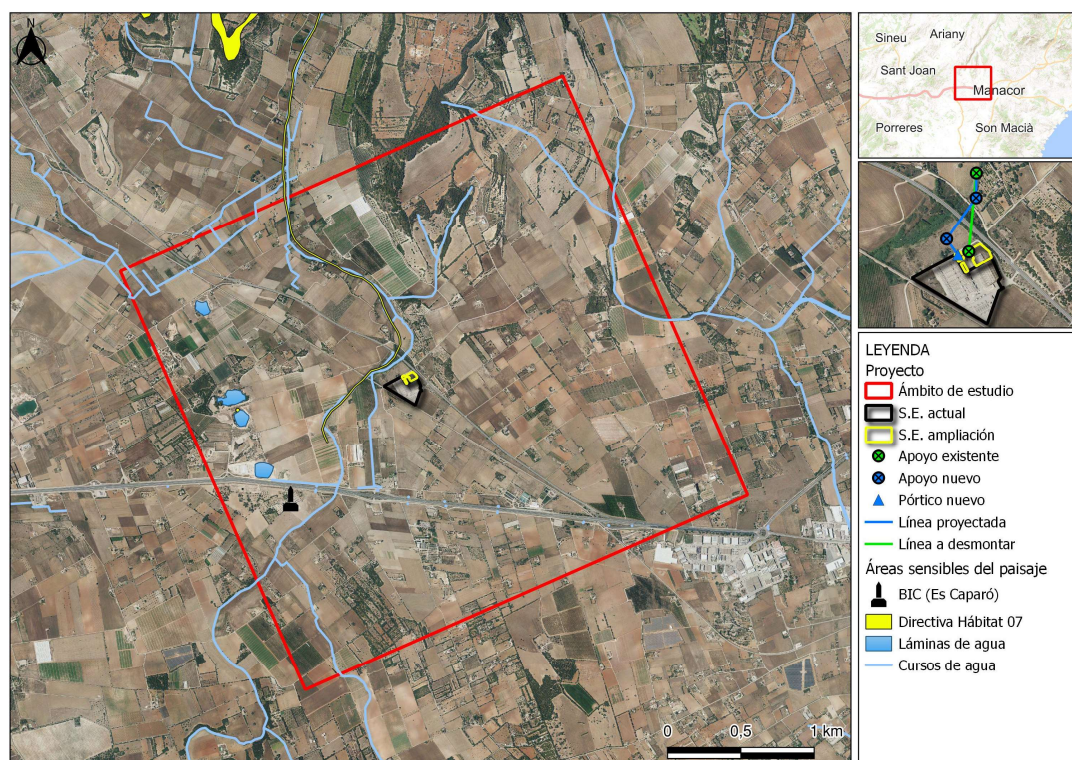 N
0
0,5
1 km
Sineu
Ariany
Sant Joan
Manacor
Porreres
Son Macià
LEYENDA
Proyecto
Ámbito de estudio
S.E. actual
S.E. ampliación
Apoyo existente
Apoyo nuevo
Pórtico nuevo
Línea proyectada
Línea a desmontar
Áreas sensibles del paisaje
BIC (Es Caparó)
Directiva Hábitat 07
Láminas de agua
Cursos de agua